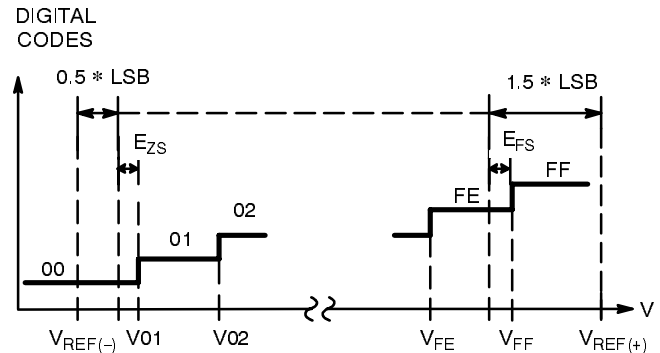 DIGITAL
CODES
0.5 * LSB
1.5 * LSB
EZS
EFS
FF
FE
02
01
00
V
VREF(–)
V01
V02
VFE
VFF
VREF(+)